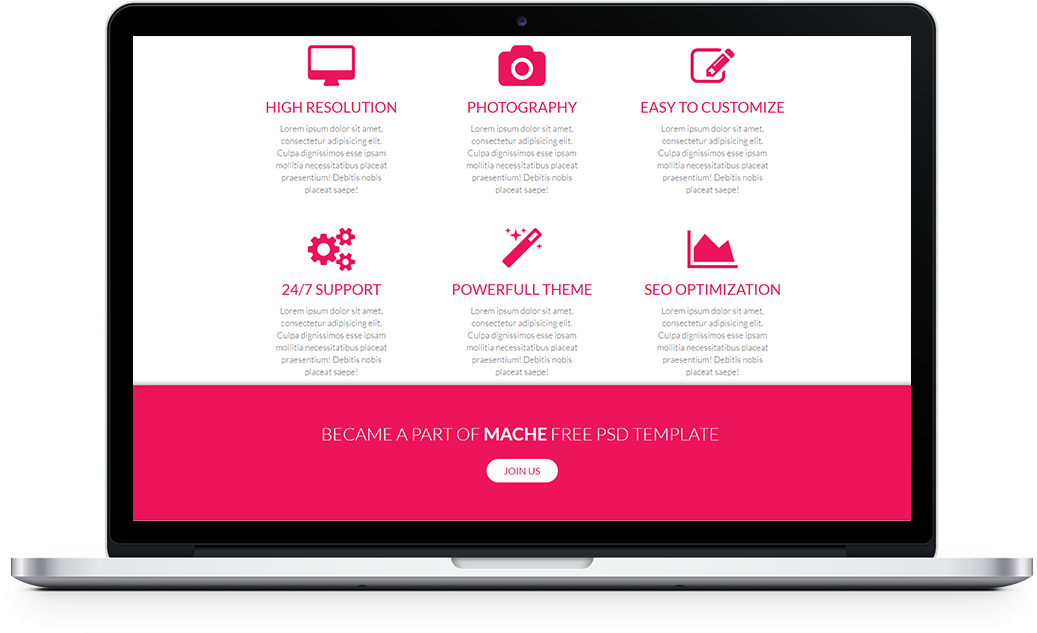 HIGH RESOLUTION
Lorem ipsum dolor sit amet,
consectetur adipisicing elit.
Culpa dignissimos esse ipsam
mollitia necessitatibus placeat
praesentium! Debitis nobis
placeat saepe!
PHOTOGRAPHY
Lorem ipsum dolor sit amet,
consectetur adipisicing elit.
Culpa dignissimos esse ipsam
mollitia necessitatibus placeat
praesentium! Debitis nobis
placeat saepe!
EASY TO CUSTOMIZE
Lorem ipsum dolor sit amet,
consectetur adipisicing elit.
Culpa dignissimos esse ipsam
mollitia necessitatibus placeat
praesentium! Debitis nobis
placeat saepe!
24/7 SUPPORT
Lorem ipsum dolor sit amet,
consectetur adipisicing elit.
Culpa dignissimos esse ipsam
mollitia necessitatibus placeat
praesentium! Debitis nobis
placeat saepe!
POWERFULL THEME
Lorem ipsum dolor sit amet,
consectetur adipisicing elit.
Culpa dignissimos esse ipsam
mollitia necessitatibus placeat
praesentium! Debitis nobis
placeat saepe!
SEO OPTIMIZATION
Lorem ipsum dolor sit amet,
consectetur adipisicing elit.
Culpa dignissimos esse ipsam
mollitia necessitatibus placeat
praesentium! Debitis nobis
placeat saepe!
BECAME A PART OF MACHE FREE PSD TEMPLATE
JOIN US